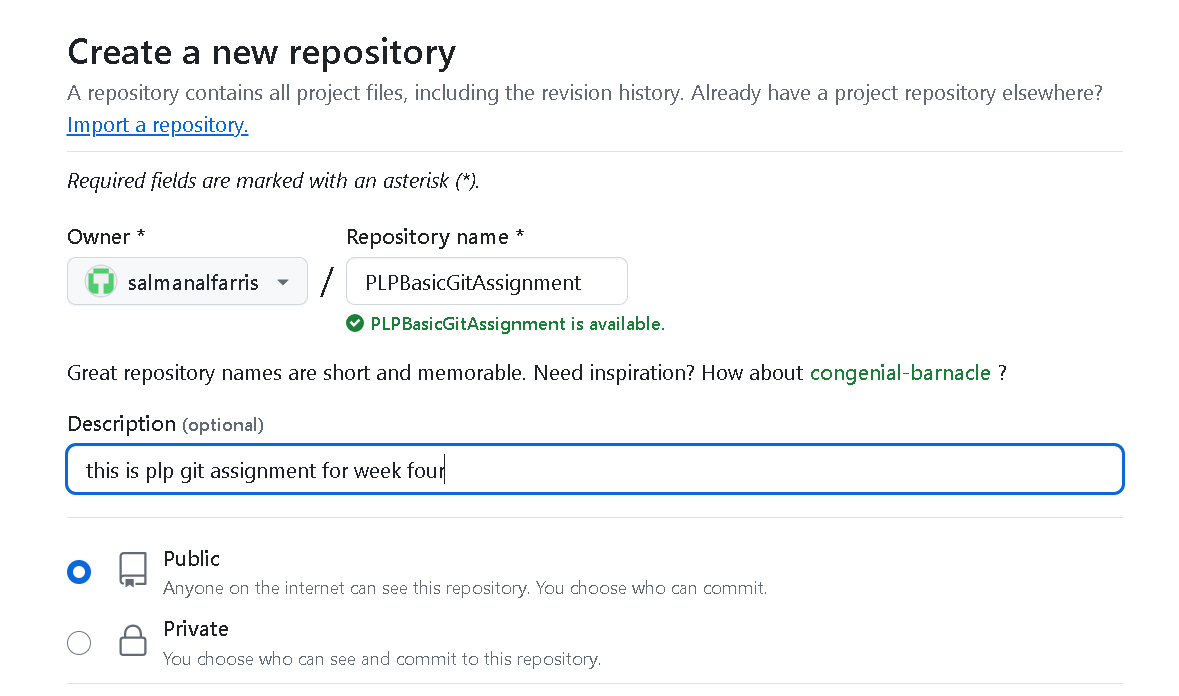 Create a new repository
A repository contains all project files, including the revision history. Already have a project repository elsewhere?
Import a repository.
Required fields are marked with an asterisk (*).
Owner * Repository name *
salmanalfarris / PLPBasicGitAssignment
PLPBasicGitAssignment is available.
Great repository names are short and memorable. Need inspiration? How about congenial-barnacle ?
Description (optional)
this is plp git assignment for week four
Public
Anyone on the internet can see this repository. You choose who can commit.
Private
You choose who can see and commit to this repository.